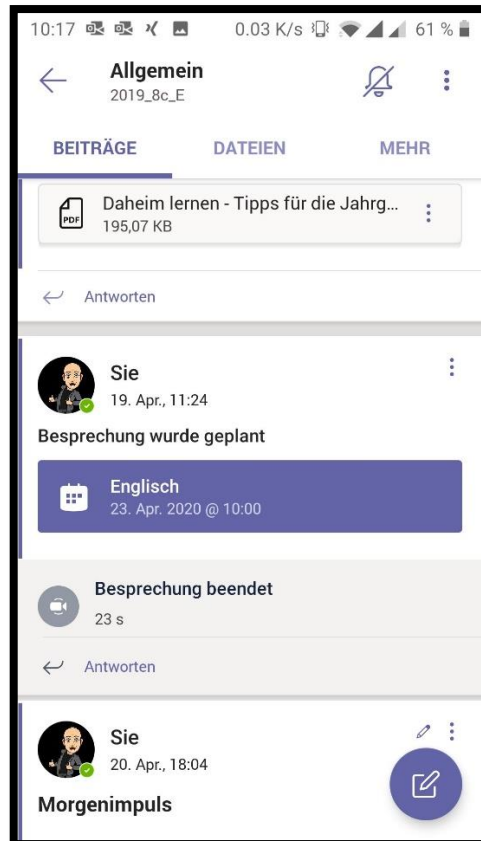 10:17 0.03 K/s 61 %
Allgemein
2019_8c_E
BEITRÄGE DATEIEN MEHR
PDF
Daheim lernen - Tipps für die Jahrg...
195,07 KB
Antworten
Sie
19. Apr., 11:24
Besprechung wurde geplant
Englisch
23. Apr. 2020 @ 10:00
Besprechung beendet
23 s
Antworten
Sie
20. Apr., 18:04
Morgenimpuls